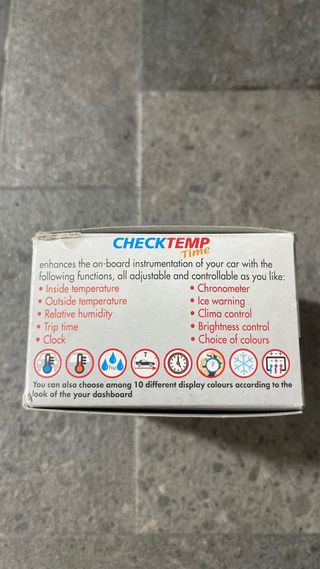 CHECKTEMP
Time
enhances the on-board instrumentation of your car with the
following functions, all adjustable and controllable as you like:
• Inside temperature
• Outside temperature
• Relative humidity
• Trip time
• Clock
• Chronometer
• Ice warning
• Clima control
• Brightness control
• Choice of colours
hu
T
You can also choose among 10 different display colours according to the
look of the your dashboard